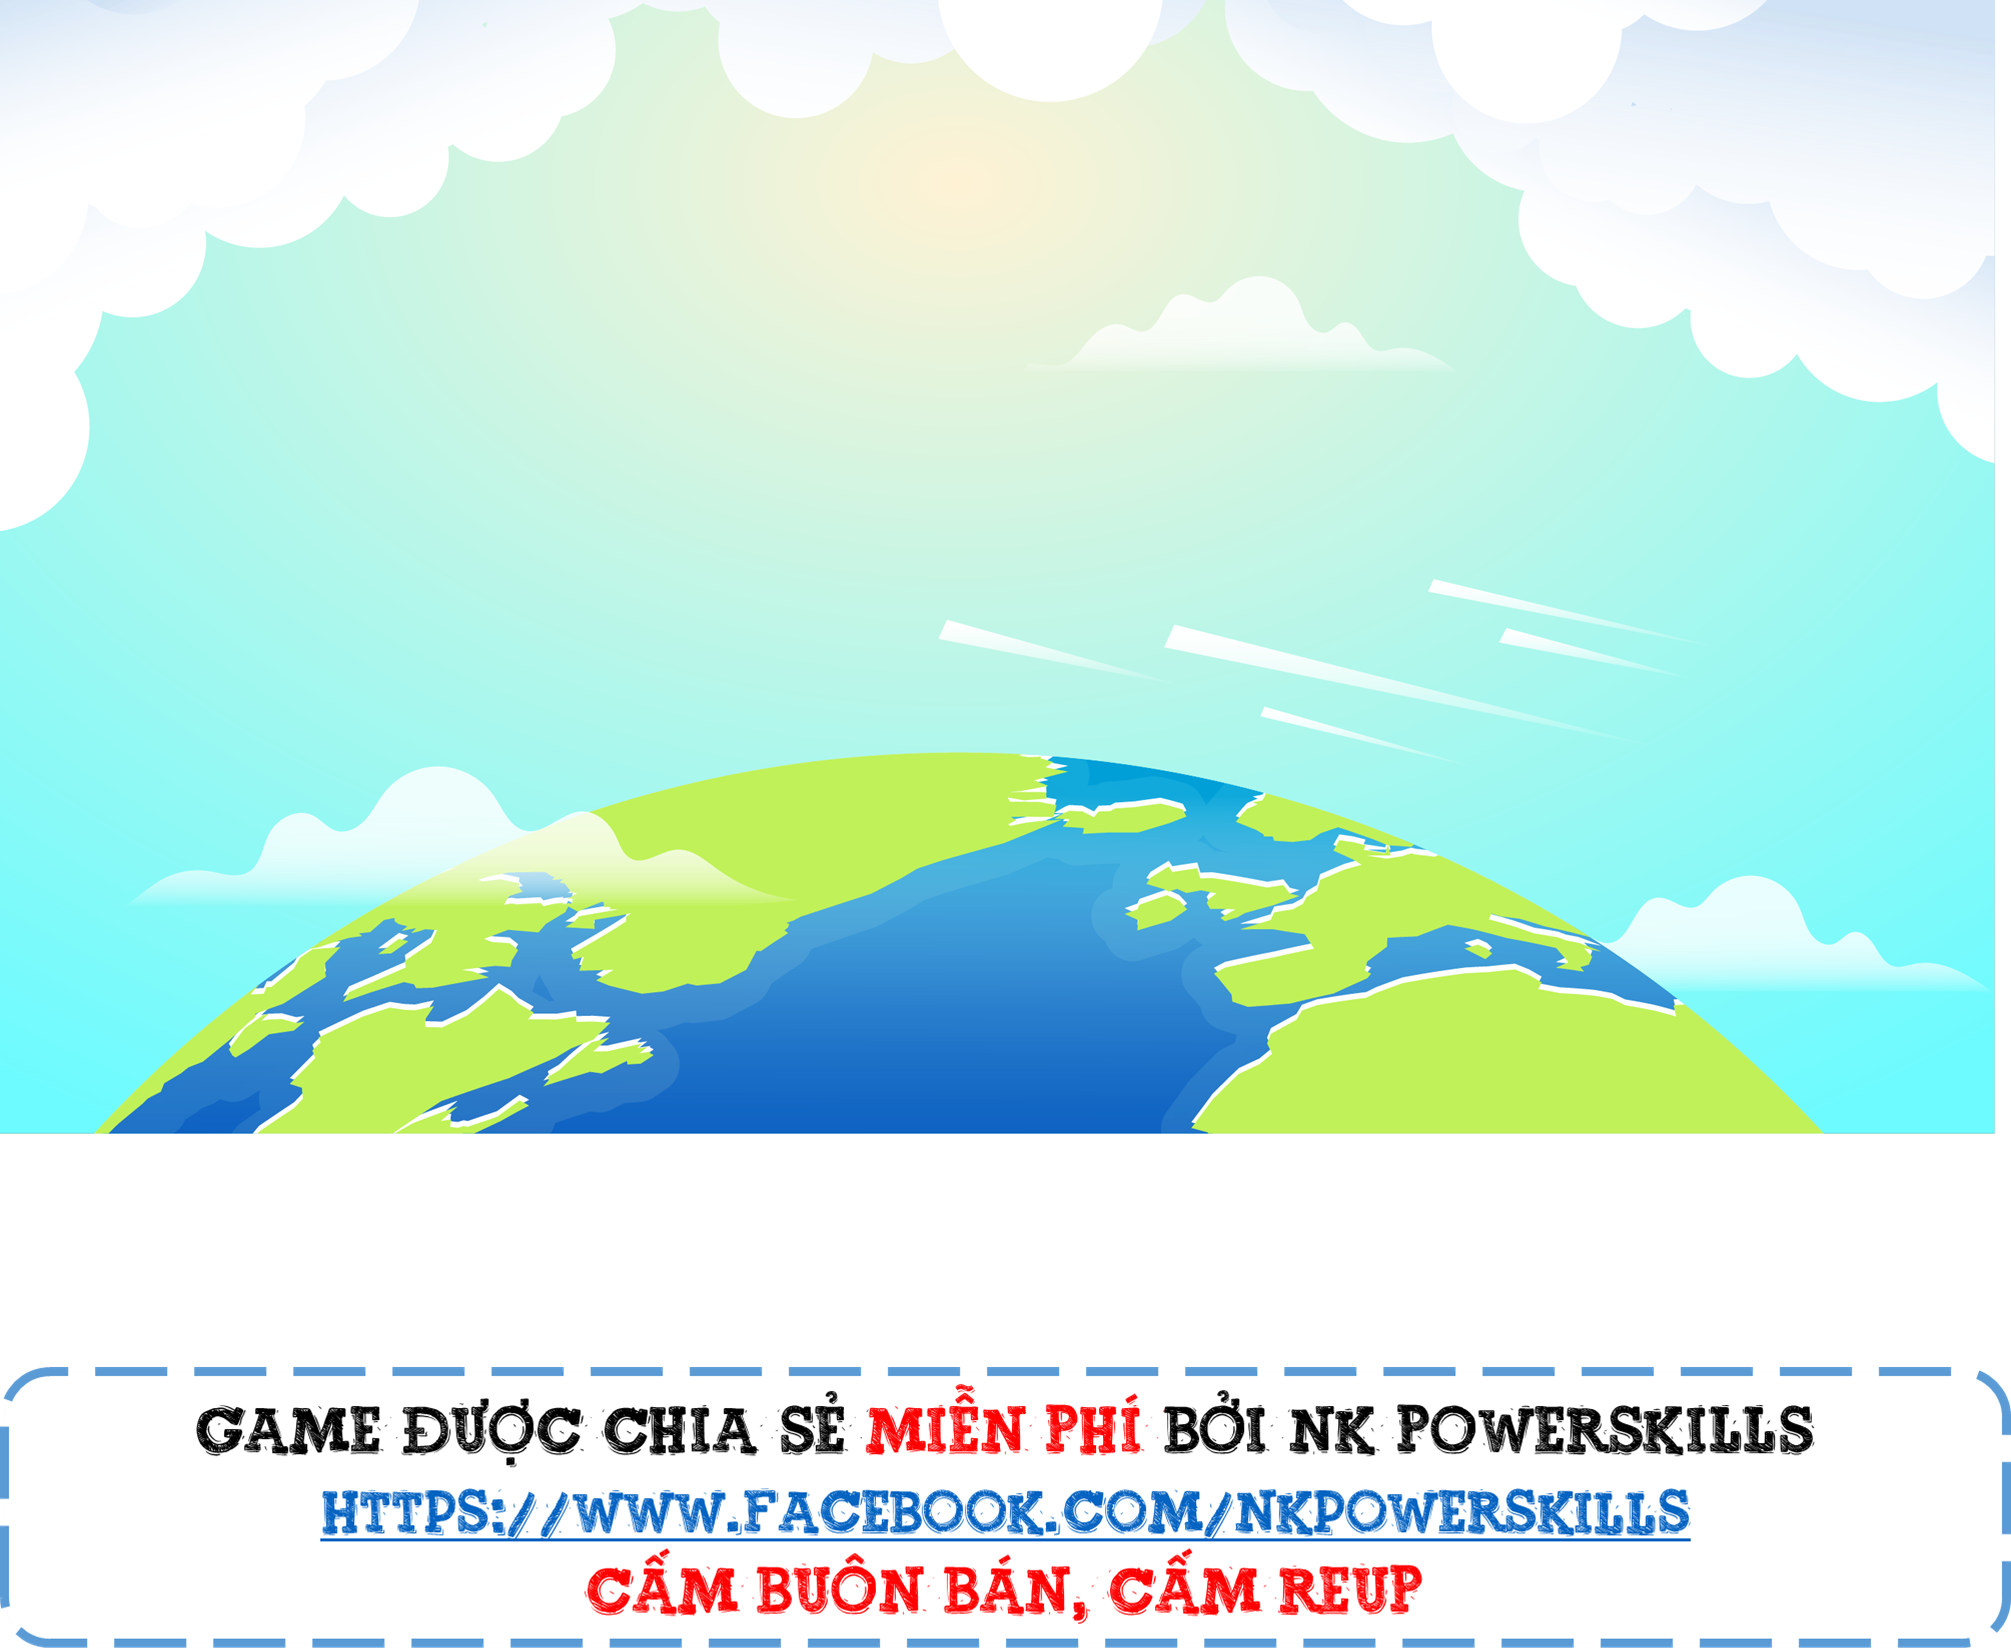 GAME ĐƯỢC CHIA SẺ MIỄN PHÍ BỞI NK POWERSKILLS
HTTPS://WWW.FACEBOOK.COM/NKPOWERSKILLS
CẤM BUÔN BÁN, CẤM REUP